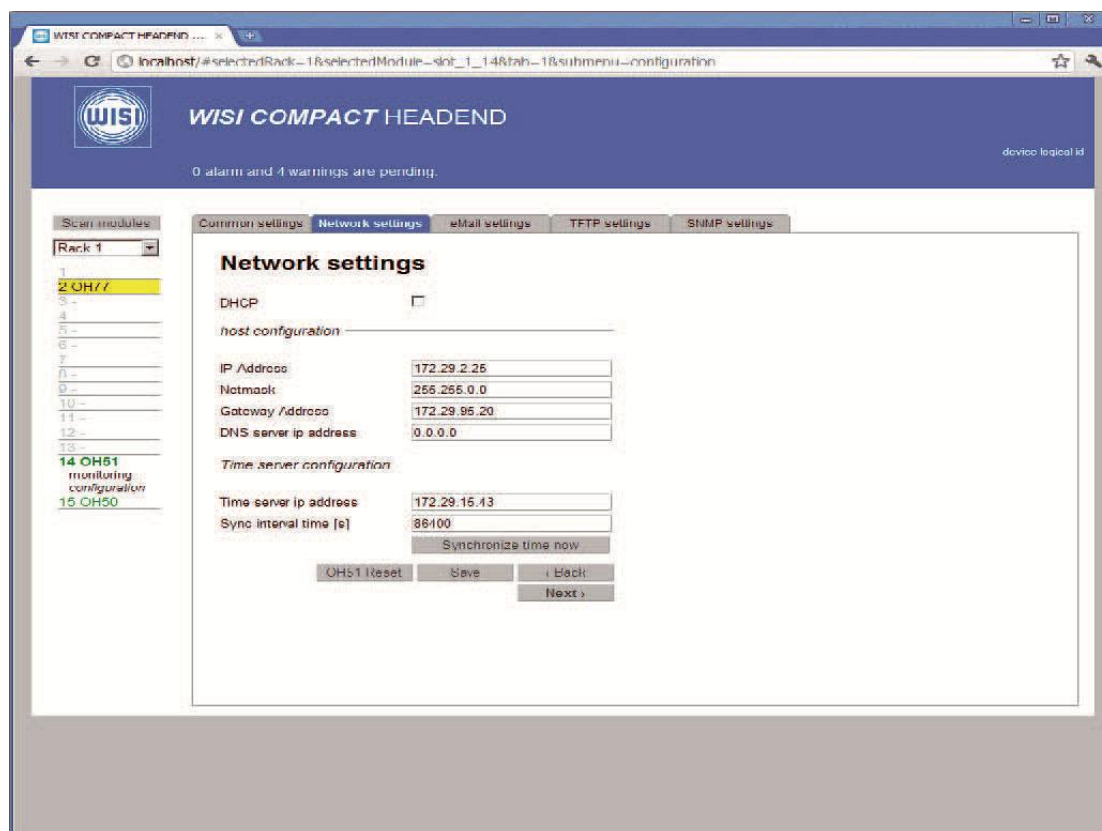 WISI COMPACT HEADEND ...
localhost/#selectedRack=1&selectedModule=slot_1_14&tab=1&submenu=configuration
WISI
WISI COMPACT HEADEND
device logical id
0 alarm and 4 warnings are pending.
Scan modules
Common settings Network settings eMail settings TFTP settings SNMP settings
Rack 1
Network settings
1
2 OH77
3 -
4
5 -
6 -
7
8 -
9 -
10 -
11 -
12 -
13 -
14 OH51
monitoring
configuration
15 OH50
DHCP
host configuration
IP Address 172.29.2.25
Netmask 255.255.0.0
Gateway Address 172.29.95.20
DNS server ip address 0.0.0.0
Time server configuration
Time server ip address 172.29.15.43
Sync interval time [s] 86400
Synchronize time now
OH51 Reset Save ‹ Back
Next ›